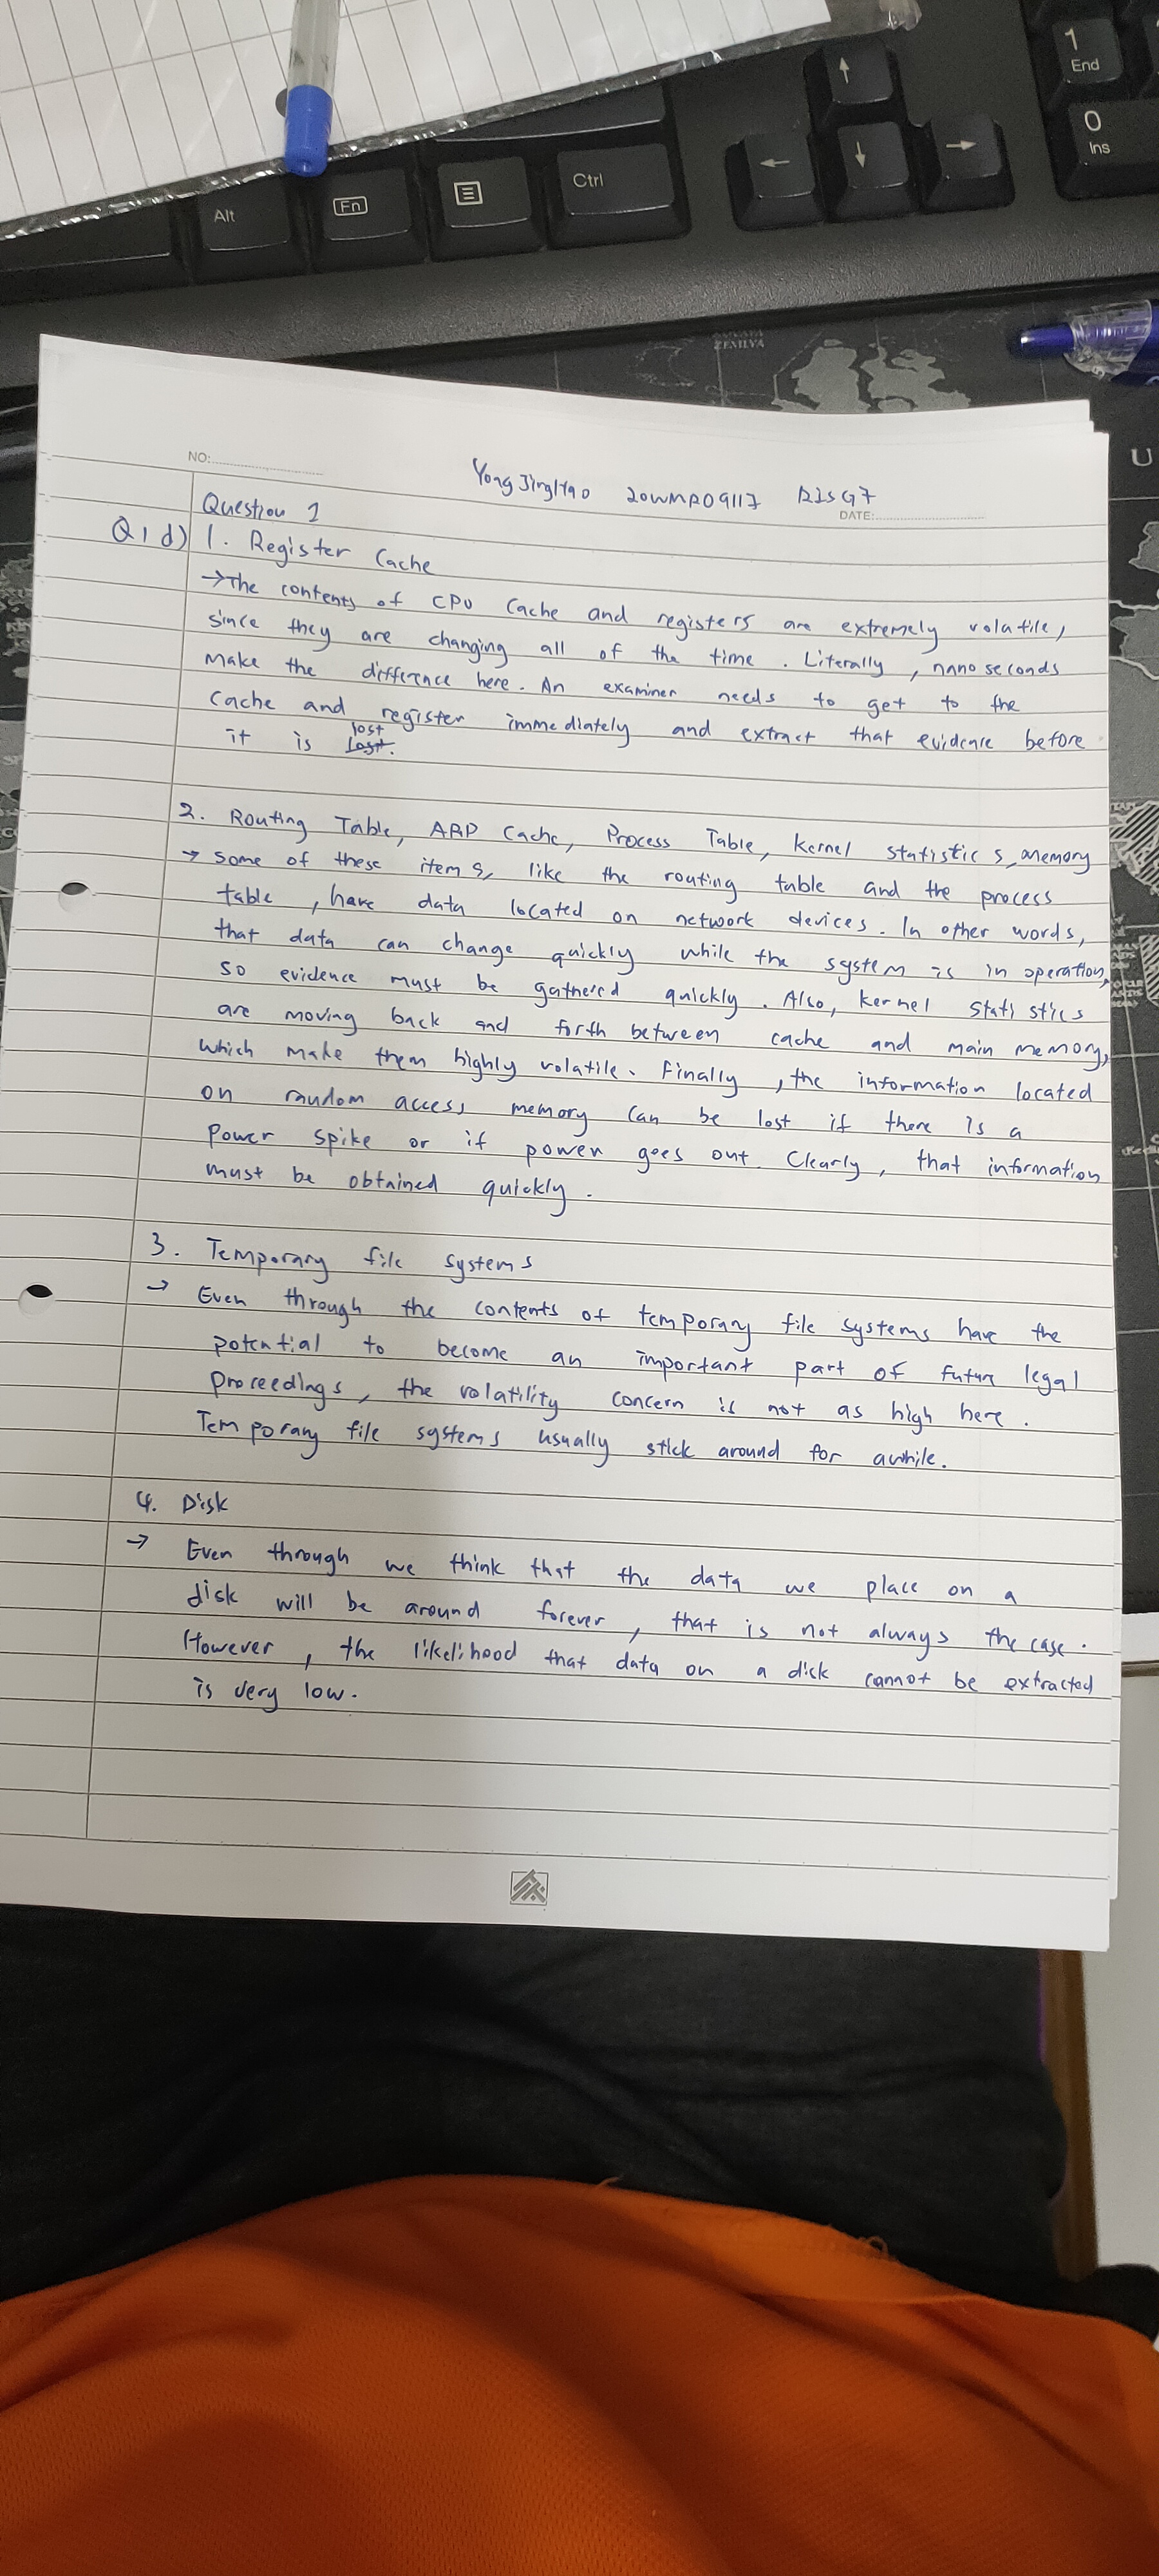 1
End
0
Ins
Alt
Fn
Ctrl
ZEMLYA
U
NO:
Yong Jing Hao 20WMR09117 RISG7
DATE:
Question 1
Q1 d) 1. Register Cache
→ The contents of CPU Cache and registers are extremely volatile,
since they are changing all of the time. Literally, nano seconds
make the difference here. An examiner needs to get to the
Cache and register immediately and extract that evidence before
it is lost.
2. Routing Table, ARP Cache, Process Table, kernel statistics, memory
→ Some of these items, like the routing table and the process
table, have data located on network devices. In other words,
that data can change quickly while the system is in operation,
so evidence must be gathered quickly. Also, kernel statistics
are moving back and forth between cache and main memory,
which make them highly volatile. Finally, the information located
on random access memory can be lost if there is a
power spike or if power goes out. Clearly, that information
must be obtained quickly.
3. Temporary file systems
→ Even through the contents of temporary file systems have the
potential to become an important part of future legal
proceedings, the volatility concern is not as high here.
Temporary file systems usually stick around for awhile.
4. Disk
→ Even through we think that the data we place on a
disk will be around forever, that is not always the case.
However, the likelihood that data on a disk cannot be extracted
is very low.